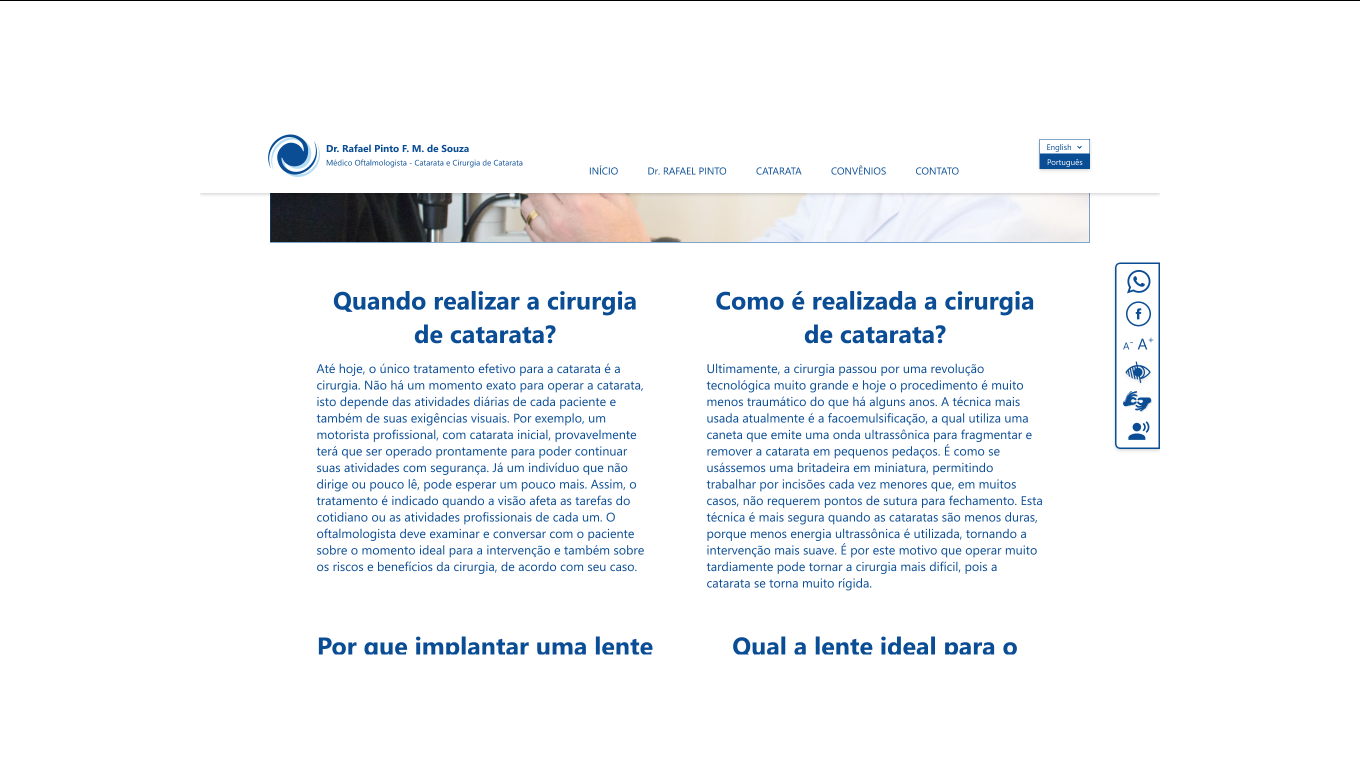 Dr. Rafael Pinto F. M. de Souza
Médico Oftalmologista - Catarata e Cirurgia de Catarata
INÍCIO
Dr. RAFAEL PINTO
CATARATA
CONVÊNIOS
CONTATO
English
Português
Quando realizar a cirurgia
de catarata?
Até hoje, o único tratamento efetivo para a catarata é a
cirurgia. Não há um momento exato para operar a catarata,
isto depende das atividades diárias de cada paciente e
também de suas exigências visuais. Por exemplo, um
motorista profissional, com catarata inicial, provavelmente
terá que ser operado prontamente para poder continuar
suas atividades com segurança. Já um indivíduo que não
dirige ou pouco lê, pode esperar um pouco mais. Assim, o
tratamento é indicado quando a visão afeta as tarefas do
cotidiano ou as atividades profissionais de cada um. O
oftalmologista deve examinar e conversar com o paciente
sobre o momento ideal para a intervenção e também sobre
os riscos e benefícios da cirurgia, de acordo com seu caso.
Como é realizada a cirurgia
de catarata?
Ultimamente, a cirurgia passou por uma revolução
tecnológica muito grande e hoje o procedimento é muito
menos traumático do que há alguns anos. A técnica mais
usada atualmente é a facoemulsificação, a qual utiliza uma
caneta que emite uma onda ultrassônica para fragmentar e
remover a catarata em pequenos pedaços. É como se
usássemos uma britadeira em miniatura, permitindo
trabalhar por incisões cada vez menores que, em muitos
casos, não requerem pontos de sutura para fechamento. Esta
técnica é mais segura quando as cataratas são menos duras,
porque menos energia ultrassônica é utilizada, tornando a
intervenção mais suave. É por este motivo que operar muito
tardiamente pode tornar a cirurgia mais difícil, pois a
catarata se torna muito rígida.
Por que implantar uma lente
Qual a lente ideal para o
A- A+